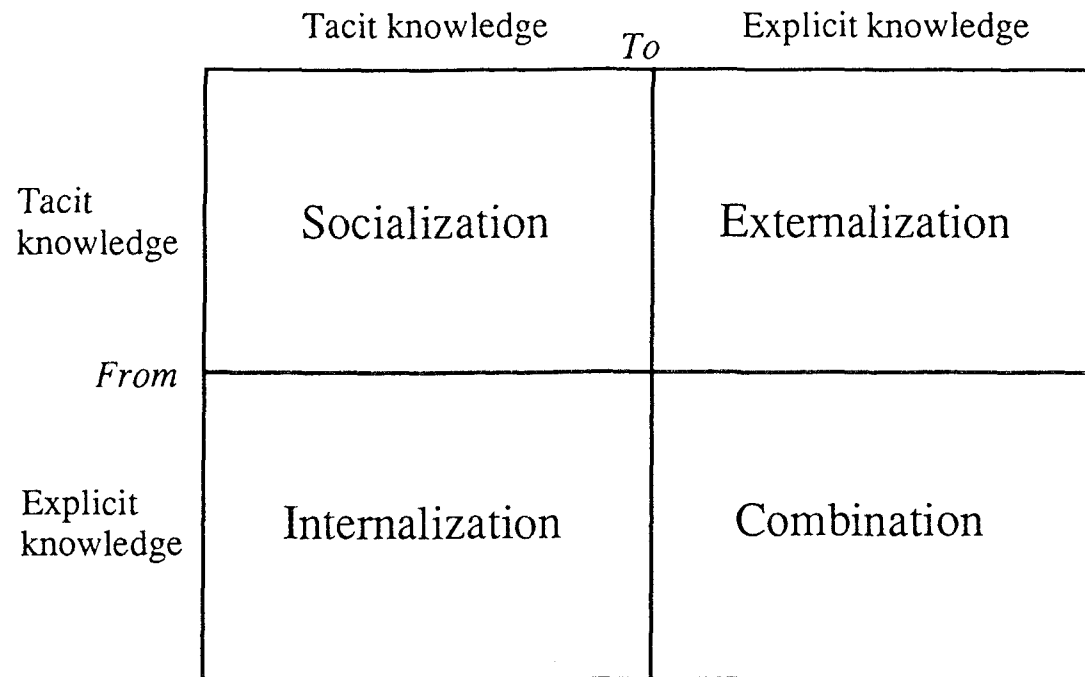 Tacit knowledge
To
Explicit knowledge
Tacit
knowledge
Socialization
Externalization
From
Explicit
knowledge
Internalization
Combination